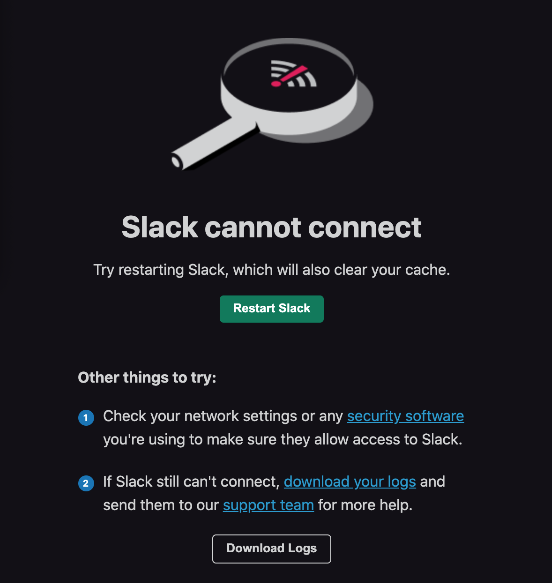 Slack cannot connect
Try restarting Slack, which will also clear your cache.
Restart Slack
Other things to try:
1 Check your network settings or any security software
you're using to make sure they allow access to Slack.
2 If Slack still can't connect, download your logs and
send them to our support team for more help.
Download Logs